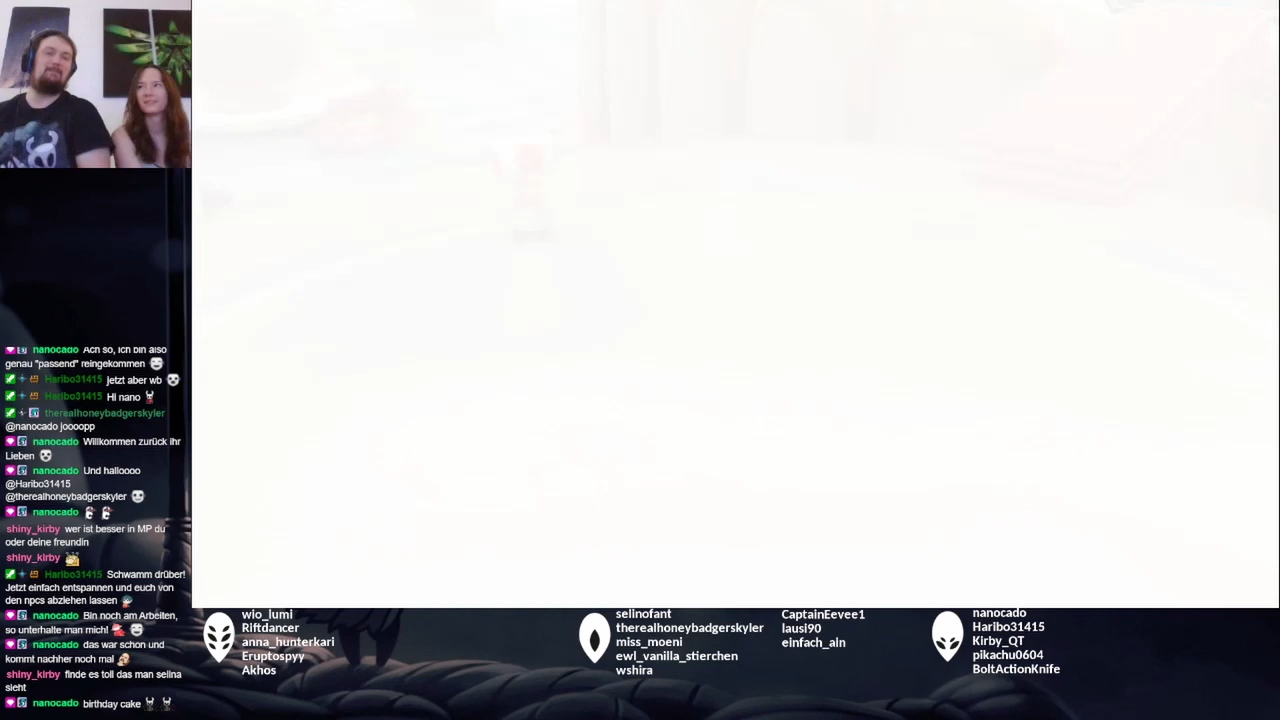 nanocado Ach so, ich bin also
genau "passend" reingekommen
Haribo31415 Jetzt aber wb
Haribo31415 Hi nano
therealhoneybadgerskyler
@nanocado joooopp
nanocado Willkommen zurück ihr
Lieben
nanocado Und halloooo
@Haribo31415
@therealhoneybadgerskyler
nanocado
shiny_kirby wer ist besser in MP du
oder deine freundin
shiny_kirby
Haribo31415 Schwamm drüber!
Jetzt einfach entspannen und euch von
den npcs abziehen lassen
nanocado Bin noch am Arbeiten,
so unterhalte man mich!
nanocado das war schon und
kommt nachher noch mal
shiny_kirby finde es toll das man selina
sieht
nanocado birthday cake
wio_lumi
Riftdancer
anna_hunterkari
Eruptospyy
Akhos
selinofant
therealhoneybadgerskyler
miss_moeni
ewl_vanilla_stierchen
wshira
CaptainEevee1
lausi90
einfach_aln
nanocado
Haribo31415
Kirby_QT
pikachu0604
BoltActionKnife